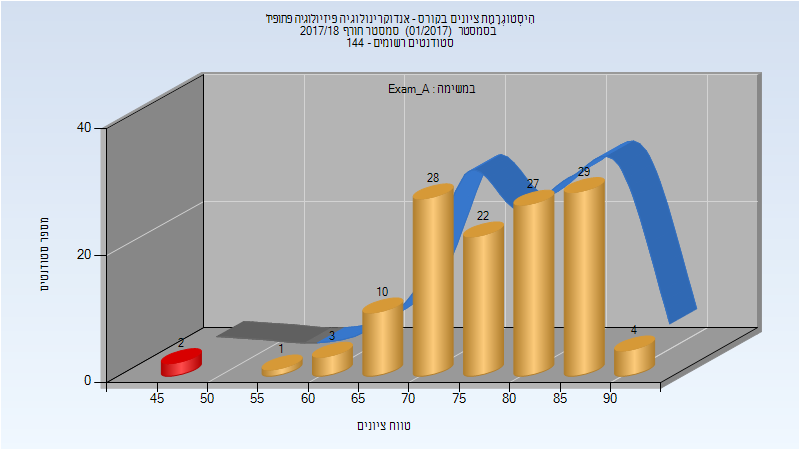 היסטוגרמת ציונים בקורס - אנדוקרינולוגיה פיזיולוגיה פתופיזי
בסמסטר (01/2017) סמסטר חורף 2017/18
סטודנטים רשומים - 144
במשימה : Exam_A
מספר סטודנטים
40
20
0
2
1
3
10
28
22
27
29
4
45 50 55 60 65 70 75 80 85 90
טווח ציונים